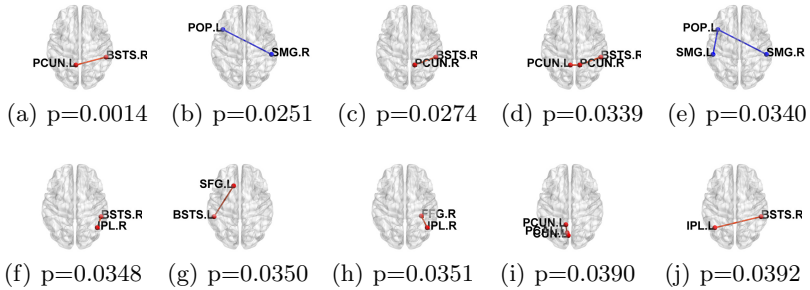 PCUN.L BSTS.R
POP.L SMG.R
BSTS.R PCUN.R
PCUN.L PCUN.R BSTS.R
POP.L SMG.L SMG.R
(a) p=0.0014 (b) p=0.0251 (c) p=0.0274 (d) p=0.0339 (e) p=0.0340
BSTS.R IPL.R
SFG.L BSTS.L
FFG.R IPL.R
PCUN.L CUN.L
IPL.L BSTS.R
(f) p=0.0348 (g) p=0.0350 (h) p=0.0351 (i) p=0.0390 (j) p=0.0392